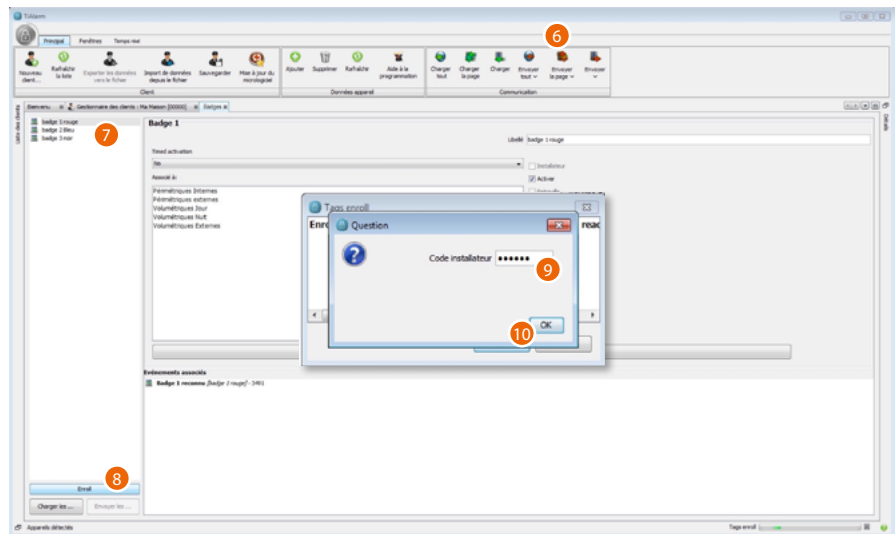 Tuklarm
6
Principal Fenêtres Temps réel
Nouveau client... Rafraîchir la liste Exporter les données vers le fichier Import de données depuis le fichier Sauvegarder Mise à jour du micrologiciel Ajouter Supprimer Rafraîchir Aide à la programmation Charger tout Charger la page Charger Envoyer tout Envoyer la page Envoyer
Client Données appareil Communication
Liste des clients
Bienvenu Gestionnaire des clients : Ma Maison [00000] Badges
Détails
badge 1 rouge
badge 2 Bleu
badge 3 noir
7
Badge 1
Libellé badge 1 rouge
Timed activation
No
Installateur
Associé à:
Activer
Périmétriques Internes
Périmétriques externes
Volumétriques Jour
Volumétriques Nuit
Volumétriques Externes
Tags enroll
Enro
read
Question
Code installateur ••••••
9
OK
10
Evénements associés
Badge 1 reconnu [badge 1 rouge] - 3491
8
Enroll
Charger les ... Envoyer les ...
Appareils détectés
Tags enroll